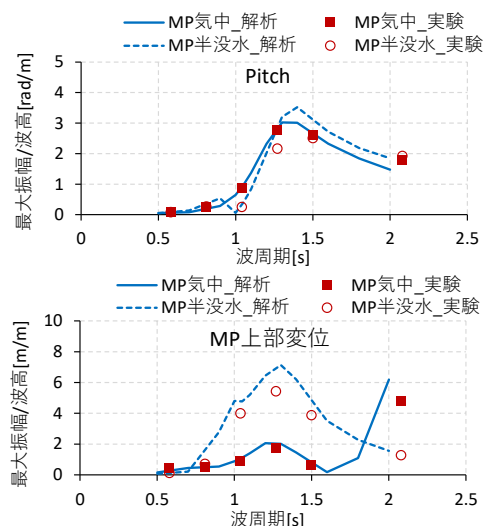 MP気中_解析 MP気中_実験
MP半没水_解析 MP半没水_実験
Pitch
最大振幅/波高[rad/m]
5
4
3
2
1
0
0 0.5 1 1.5 2 2.5
波周期[s]
MP気中_解析 MP気中_実験
MP半没水_解析 MP半没水_実験
MP上部変位
最大振幅/波高[m/m]
8
6
4
2
0
0 0.5 1 1.5 2 2.5
波周期[s]